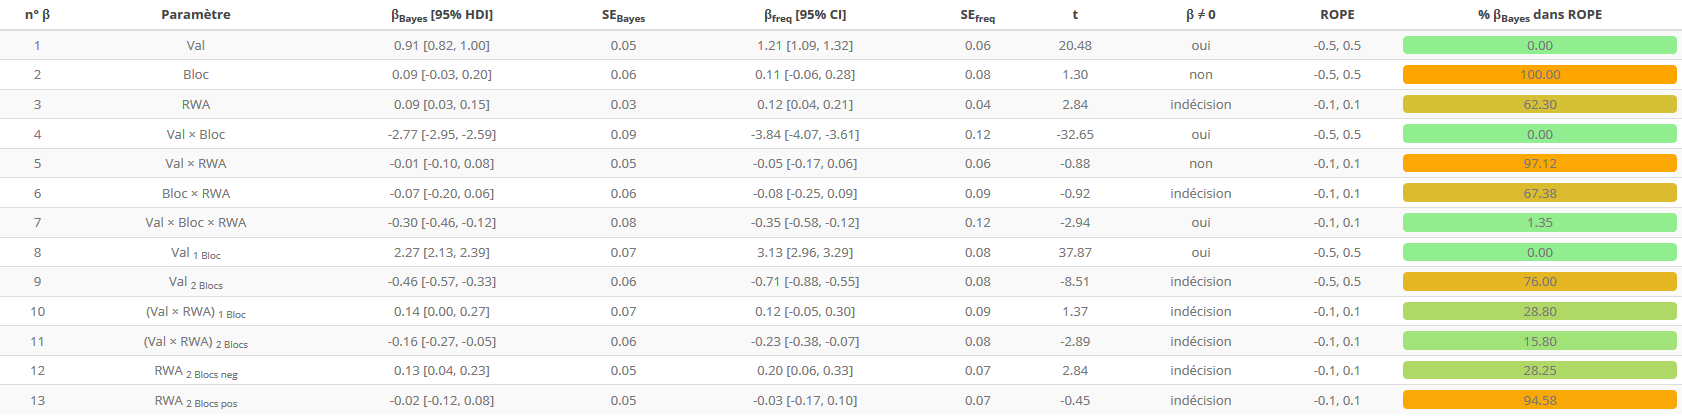 n° β Paramètre βBayes [95% HDI] SEBayes βfreq [95% CI] SEfreq t β ≠ 0 ROPE % βBayes dans ROPE
1 Val 0.91 [0.82, 1.00] 0.05 1.21 [1.09, 1.32] 0.06 20.48 oui -0.5, 0.5 0.00
2 Bloc 0.09 [-0.03, 0.20] 0.06 0.11 [-0.06, 0.28] 0.08 1.30 non -0.5, 0.5 100.00
3 RWA 0.09 [0.03, 0.15] 0.03 0.12 [0.04, 0.21] 0.04 2.84 indécision -0.1, 0.1 62.30
4 Val × Bloc -2.77 [-2.95, -2.59] 0.09 -3.84 [-4.07, -3.61] 0.12 -32.65 oui -0.5, 0.5 0.00
5 Val × RWA -0.01 [-0.10, 0.08] 0.05 -0.05 [-0.17, 0.06] 0.06 -0.88 non -0.1, 0.1 97.12
6 Bloc × RWA -0.07 [-0.20, 0.06] 0.06 -0.08 [-0.25, 0.09] 0.09 -0.92 indécision -0.1, 0.1 67.38
7 Val × Bloc × RWA -0.30 [-0.46, -0.12] 0.08 -0.35 [-0.58, -0.12] 0.12 -2.94 oui -0.1, 0.1 1.35
8 Val 1 Bloc 2.27 [2.13, 2.39] 0.07 3.13 [2.96, 3.29] 0.08 37.87 oui -0.5, 0.5 0.00
9 Val 2 Blocs -0.46 [-0.57, -0.33] 0.06 -0.71 [-0.88, -0.55] 0.08 -8.51 indécision -0.5, 0.5 76.00
10 (Val × RWA) 1 Bloc 0.14 [0.00, 0.27] 0.07 0.12 [-0.05, 0.30] 0.09 1.37 indécision -0.1, 0.1 28.80
11 (Val × RWA) 2 Blocs -0.16 [-0.27, -0.05] 0.06 -0.23 [-0.38, -0.07] 0.08 -2.89 indécision -0.1, 0.1 15.80
12 RWA 2 Blocs neg 0.13 [0.04, 0.23] 0.05 0.20 [0.06, 0.33] 0.07 2.84 indécision -0.1, 0.1 28.25
13 RWA 2 Blocs pos -0.02 [-0.12, 0.08] 0.05 -0.03 [-0.17, 0.10] 0.07 -0.45 indécision -0.1, 0.1 94.58